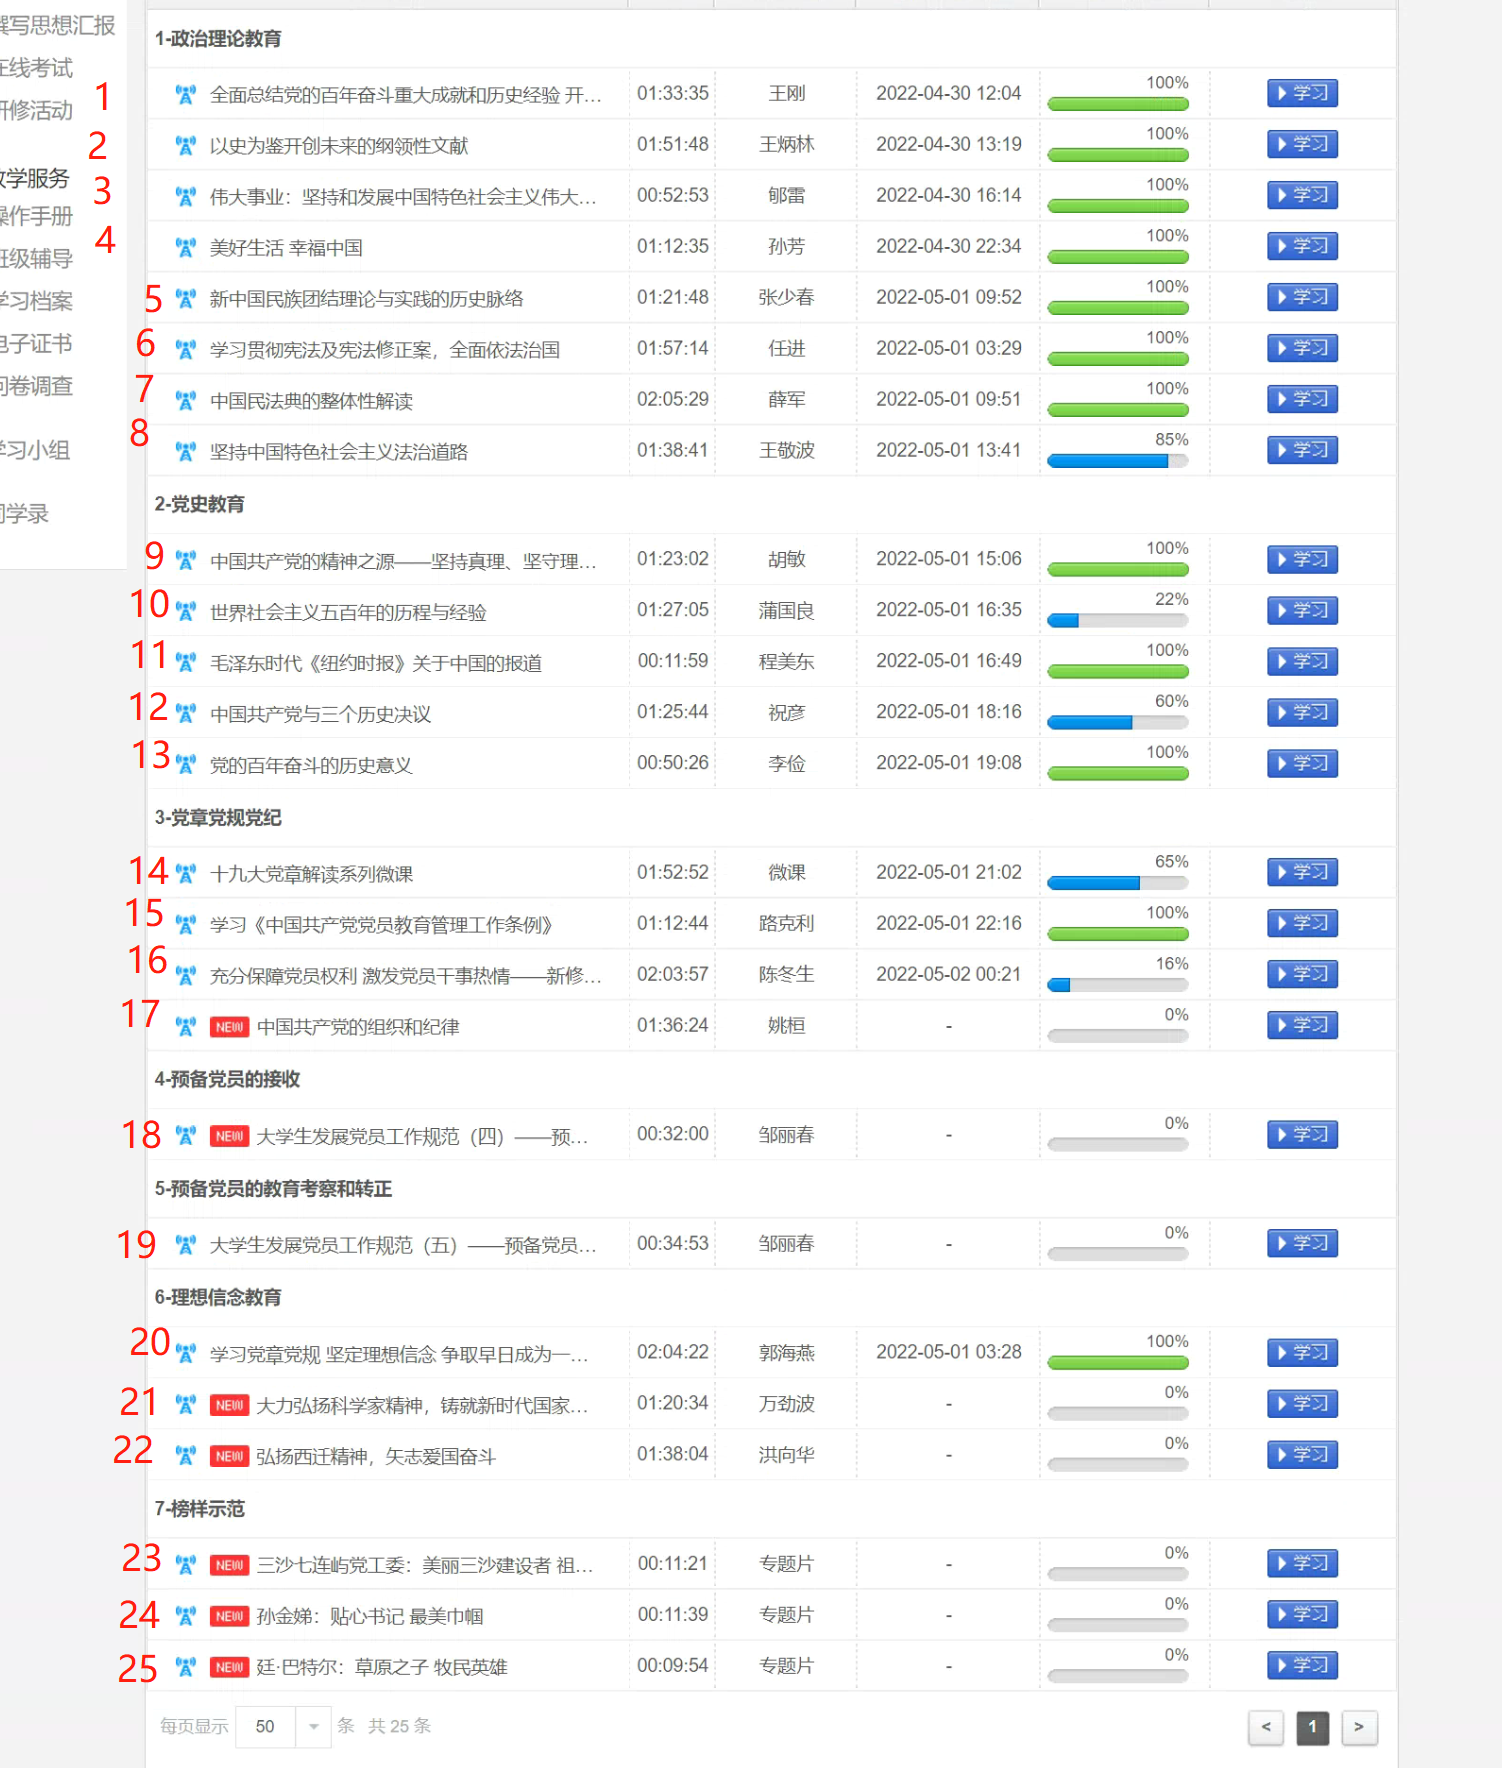 撰写思想汇报
在线考试
研修活动
教学服务
操作手册
班级辅导
学习档案
电子证书
问卷调查
学习小组
同学录
1-政治理论教育
1 全面总结党的百年奋斗重大成就和历史经验 开... 01:33:35 王刚 2022-04-30 12:04 100% 学习
2 以史为鉴开创未来的纲领性文献 01:51:48 王炳林 2022-04-30 13:19 100% 学习
3 伟大事业：坚持和发展中国特色社会主义伟大... 00:52:53 郇雷 2022-04-30 16:14 100% 学习
4 美好生活 幸福中国 01:12:35 孙芳 2022-04-30 22:34 100% 学习
5 新中国民族团结理论与实践的历史脉络 01:21:48 张少春 2022-05-01 09:52 100% 学习
6 学习贯彻宪法及宪法修正案，全面依法治国 01:57:14 任进 2022-05-01 03:29 100% 学习
7 中国民法典的整体性解读 02:05:29 薛军 2022-05-01 09:51 100% 学习
8 坚持中国特色社会主义法治道路 01:38:41 王敬波 2022-05-01 13:41 85% 学习
2-党史教育
9 中国共产党的精神之源——坚持真理、坚守理... 01:23:02 胡敏 2022-05-01 15:06 100% 学习
10 世界社会主义五百年的历程与经验 01:27:05 蒲国良 2022-05-01 16:35 22% 学习
11 毛泽东时代《纽约时报》关于中国的报道 00:11:59 程美东 2022-05-01 16:49 100% 学习
12 中国共产党与三个历史决议 01:25:44 祝彦 2022-05-01 18:16 60% 学习
13 党的百年奋斗的历史意义 00:50:26 李俭 2022-05-01 19:08 100% 学习
3-党章党规党纪
14 十九大党章解读系列微课 01:52:52 微课 2022-05-01 21:02 65% 学习
15 学习《中国共产党党员教育管理工作条例》 01:12:44 路克利 2022-05-01 22:16 100% 学习
16 充分保障党员权利 激发党员干事热情——新修... 02:03:57 陈冬生 2022-05-02 00:21 16% 学习
17 NEW 中国共产党的组织和纪律 01:36:24 姚桓 - 0% 学习
4-预备党员的接收
18 NEW 大学生发展党员工作规范（四）——预... 00:32:00 邹丽春 - 0% 学习
5-预备党员的教育考察和转正
19 大学生发展党员工作规范（五）——预备党员... 00:34:53 邹丽春 - 0% 学习
6-理想信念教育
20 学习党章党规 坚定理想信念 争取早日成为一... 02:04:22 郭海燕 2022-05-01 03:28 100% 学习
21 NEW 大力弘扬科学家精神，铸就新时代国家... 01:20:34 万劲波 - 0% 学习
22 NEW 弘扬西迁精神，矢志爱国奋斗 01:38:04 洪向华 - 0% 学习
7-榜样示范
23 NEW 三沙七连屿党工委：美丽三沙建设者 祖... 00:11:21 专题片 - 0% 学习
24 NEW 孙金娣：贴心书记 最美巾帼 00:11:39 专题片 - 0% 学习
25 NEW 廷·巴特尔：草原之子 牧民英雄 00:09:54 专题片 - 0% 学习
每页显示 50 条 共 25 条 < 1 >